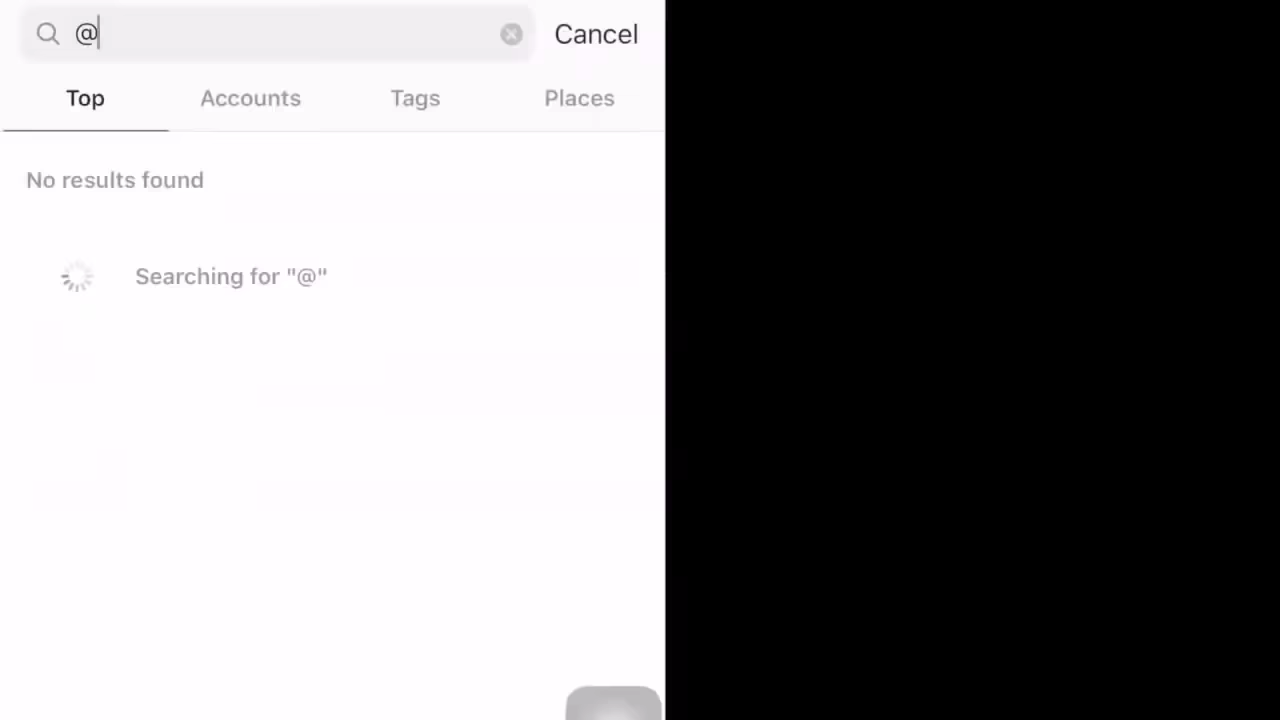 @ Cancel
Top Accounts Tags Places
No results found
Searching for "@"